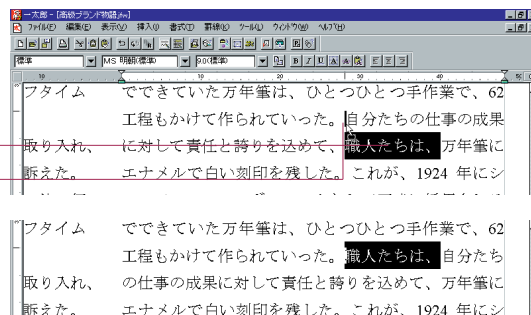 一太郎 - [高級ブランド物語.jtw]
ファイル(F) 編集(E) 表示(V) 挿入(I) 書式(T) 罫線(K) ツール(L) ウィンドウ(W) ヘルプ(H)
標準 MS 明朝(標準) 9.0(標準) B I U A A
10 10 20 30 40
フタイム でできていた万年筆は、ひとつひとつ手作業で、62
工程もかけて作られていった。自分たちの仕事の成果
取り入れ、 に対して責任と誇りを込めて、職人たちは、万年筆に
訴えた。 エナメルで白い刻印を残した。これが、1924 年にシ
フタイム でできていた万年筆は、ひとつひとつ手作業で、62
工程もかけて作られていった。職人たちは、自分たち
取り入れ、 の仕事の成果に対して責任と誇りを込めて、万年筆に
訴えた。 エナメルで白い刻印を残した。これが、1924 年にシ